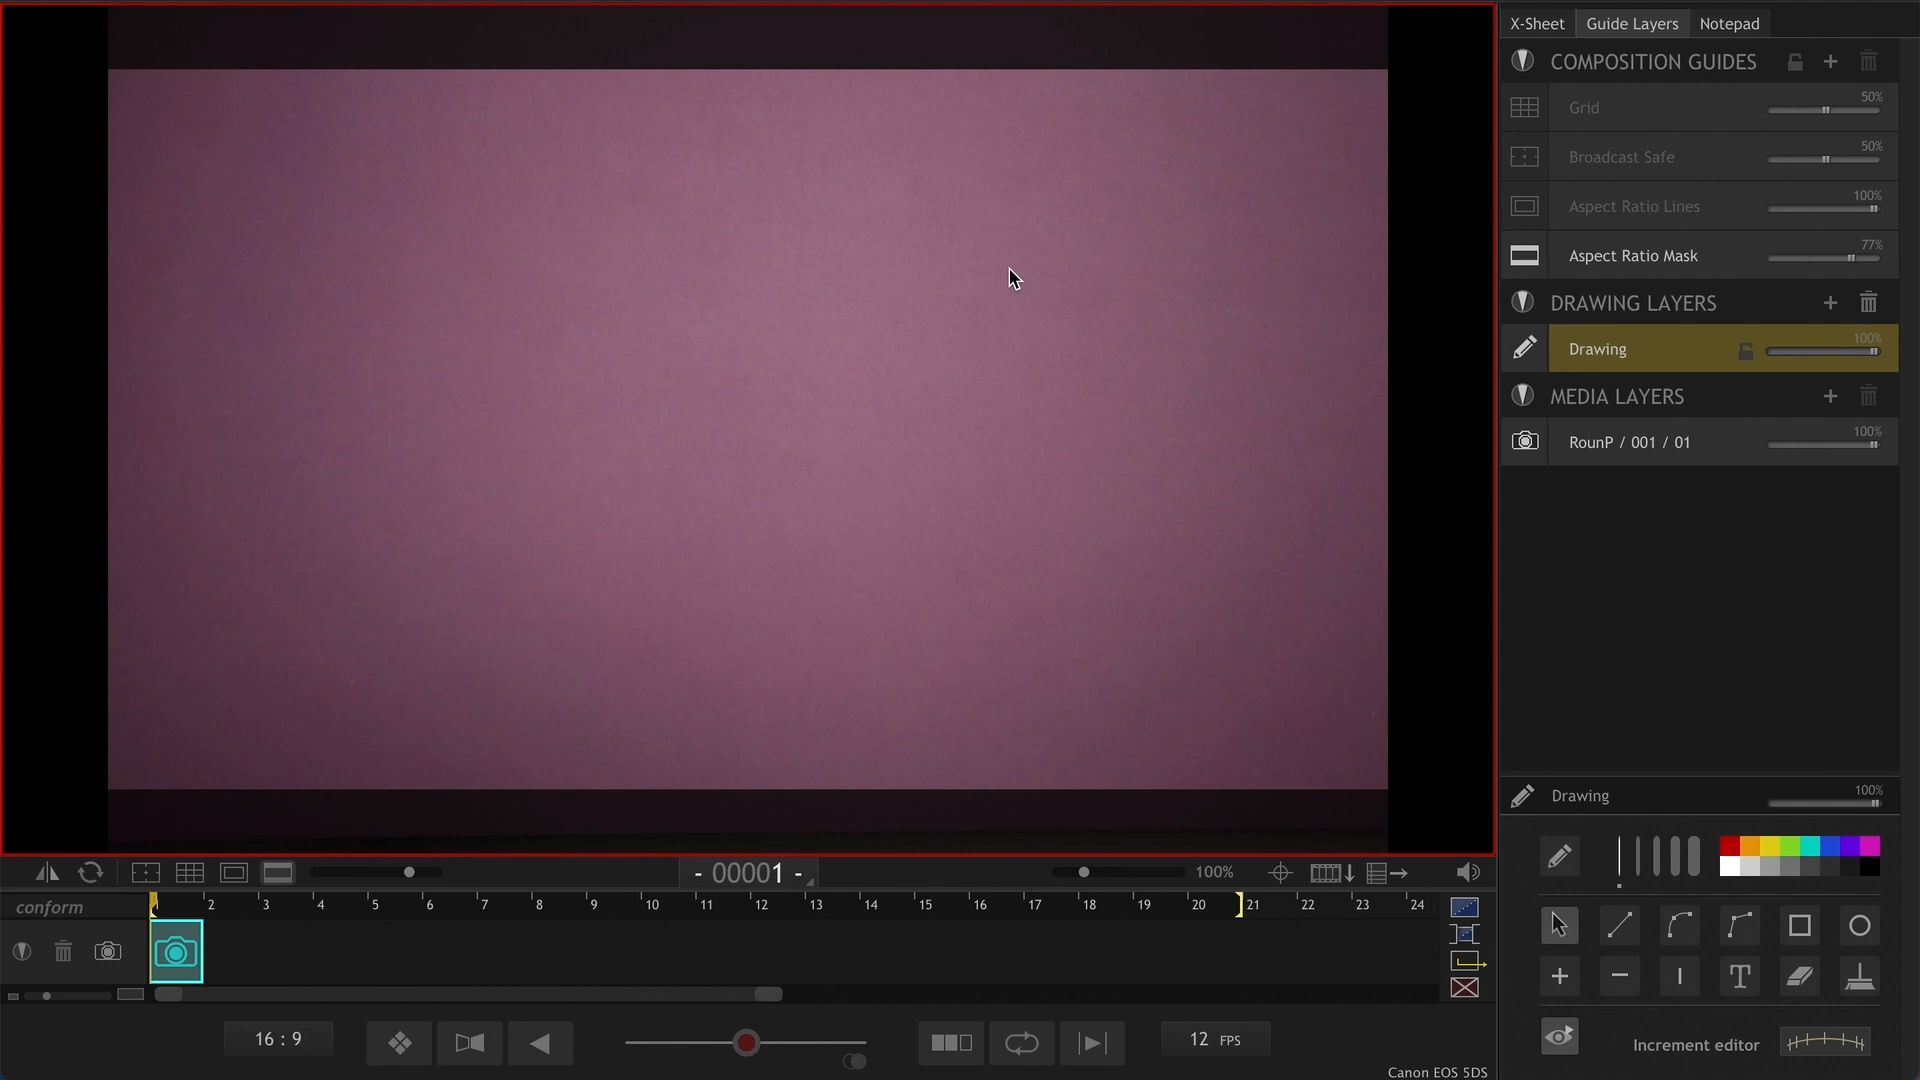 X-Sheet Guide Layers Notepad
COMPOSITION GUIDES
Grid 50%
Broadcast Safe 50%
Aspect Ratio Lines 100%
Aspect Ratio Mask 77%
DRAWING LAYERS
Drawing 100%
MEDIA LAYERS
RounP / 001 / 01 100%
Drawing 100%
- 00001 - 100%
conform 2 3 4 5 6 7 8 9 10 11 12 13 14 15 16 17 18 19 20 21 22 23 24
T
16 : 9 12 FPS
Increment editor
Canon EOS 5DS